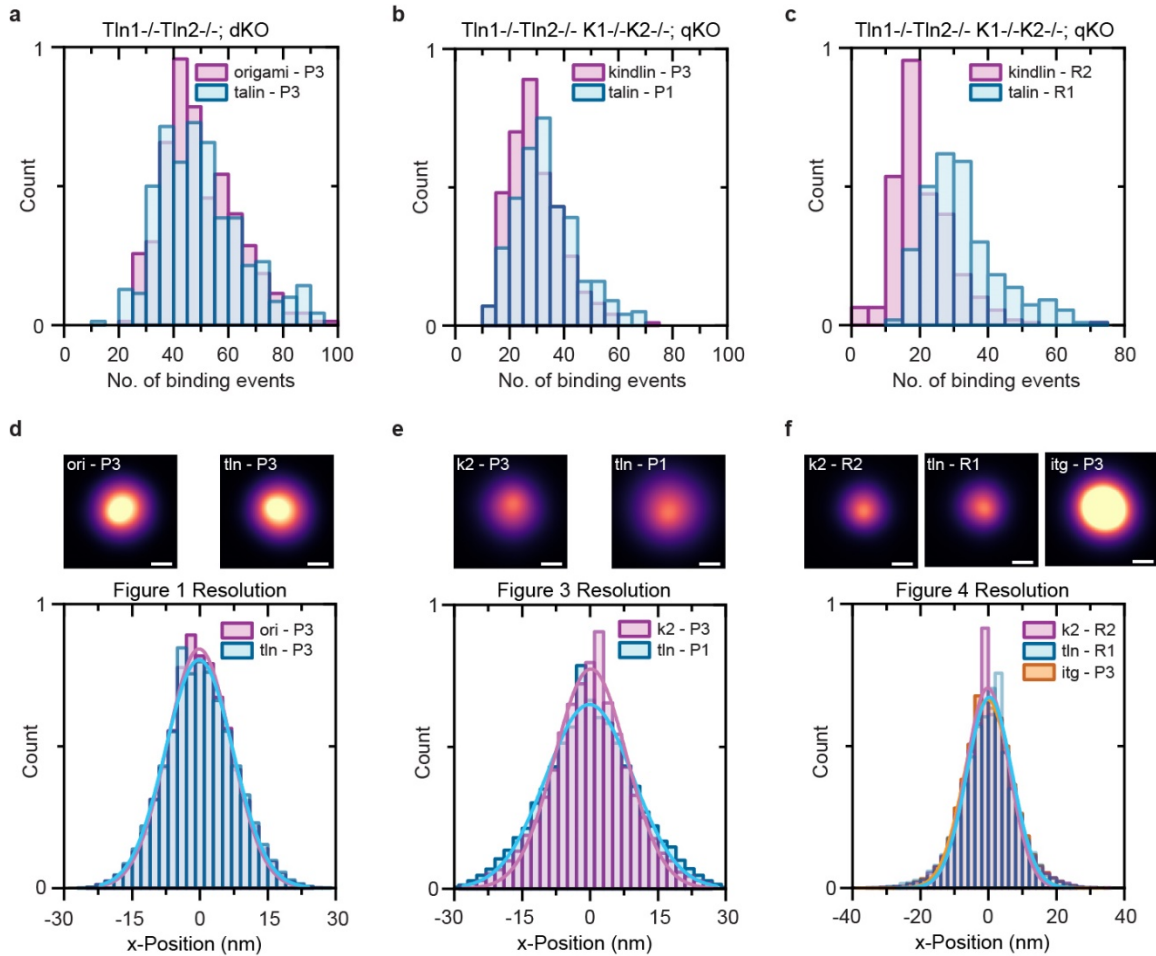 a
Tln1-/-Tln2-/-; dKO
1
origami - P3
talin - P3
Count
0
0 20 40 60 80 100
No. of binding events
b
Tln1-/-Tln2-/- K1-/-K2-/-; qKO
1
kindlin - P3
talin - P1
Count
0
0 20 40 60 80 100
No. of binding events
c
Tln1-/-Tln2-/- K1-/-K2-/-; qKO
1
kindlin - R2
talin - R1
Count
0
0 20 40 60 80
No. of binding events
d
ori - P3
tln - P3
Figure 1 Resolution
1
ori - P3
tln - P3
Count
0
-30 -15 0 15 30
x-Position (nm)
e
k2 - P3
tln - P1
Figure 3 Resolution
1
k2 - P3
tln - P1
Count
0
-30 -15 0 15 30
x-Position (nm)
f
k2 - R2
tln - R1
itg - P3
Figure 4 Resolution
1
k2 - R2
tln - R1
itg - P3
Count
0
-40 -20 0 20 40
x-Position (nm)